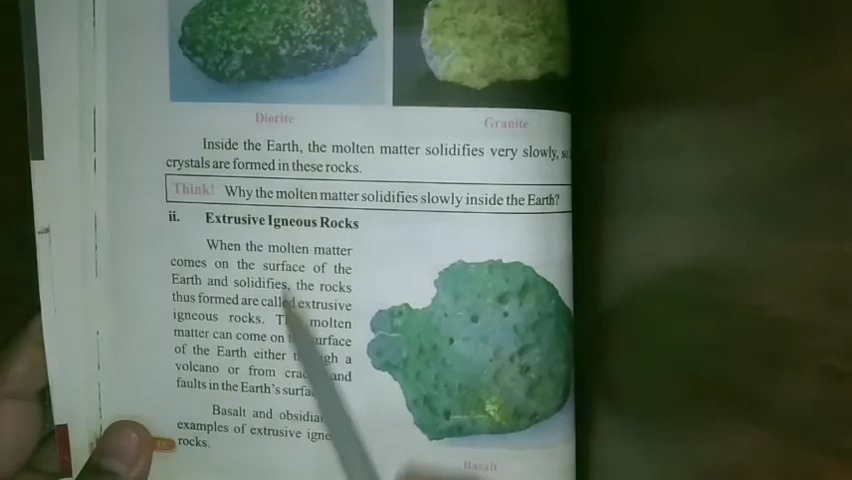 Diorite
Granite
Inside the Earth, the molten matter solidifies very slowly,
crystals are formed in these rocks.
Think! Why the molten matter solidifies slowly inside the Earth?
ii. Extrusive Igneous Rocks
When the molten matter
comes on the surface of the
Earth and solidifies, the rocks
thus formed are called extrusive
igneous rocks. molten
matter can come on
of the Earth either a
volcano or from and
faults in the Earth's
Basalt and
examples of extrusive
rocks.
Basalt